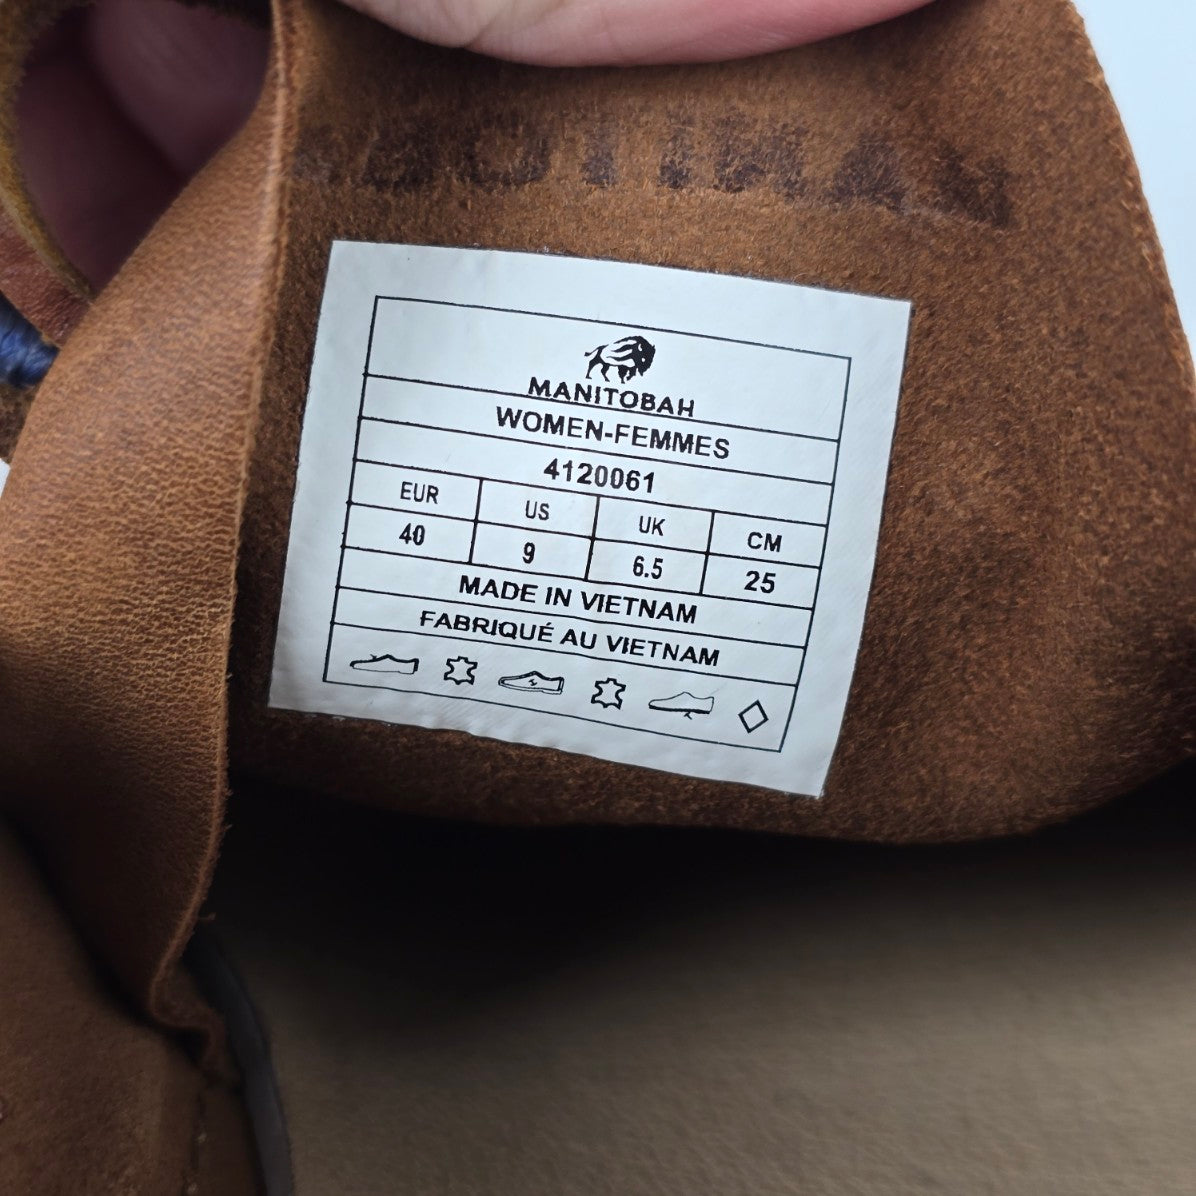 MANITOBAH
WOMEN-FEMMES
4120061
EUR US UK CM
40 9 6.5 25
MADE IN VIETNAM
FABRIQUÉ AU VIETNAM